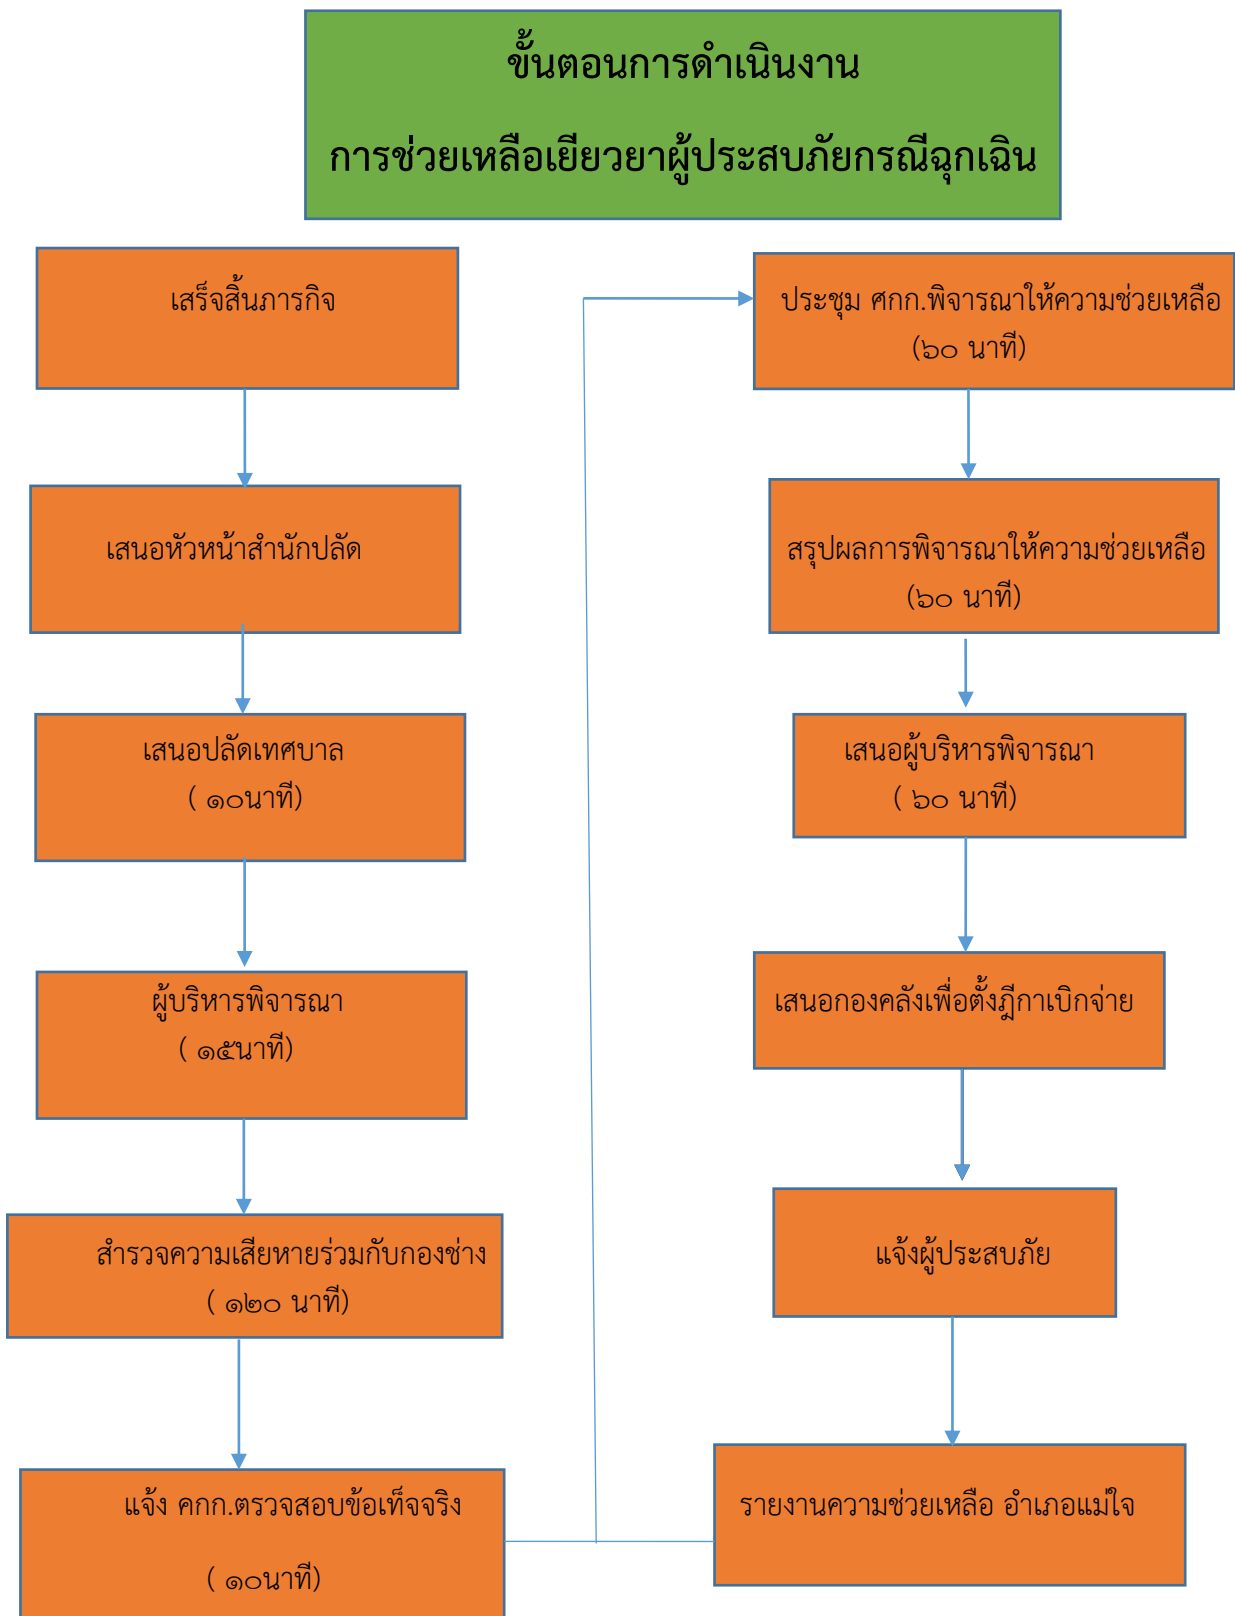 ขั้นตอนการดำเนินงาน
การช่วยเหลือเยียวยาผู้ประสบภัยกรณีฉุกเฉิน
เสร็จสิ้นภารกิจ
เสนอหัวหน้าสำนักปลัด
เสนอปลัดเทศบาล
( ๑๐นาที)
ผู้บริหารพิจารณา
( ๑๕นาที)
สำรวจความเสียหายร่วมกับกองช่าง
( ๑๒๐ นาที)
แจ้ง คกก.ตรวจสอบข้อเท็จจริง
( ๑๐นาที)
ประชุม ศกก.พิจารณาให้ความช่วยเหลือ
(๖๐ นาที)
สรุปผลการพิจารณาให้ความช่วยเหลือ
(๖๐ นาที)
เสนอผู้บริหารพิจารณา
( ๖๐ นาที)
เสนอกองคลังเพื่อตั้งฎีกาเบิกจ่าย
แจ้งผู้ประสบภัย
รายงานความช่วยเหลือ อำเภอแม่ใจ